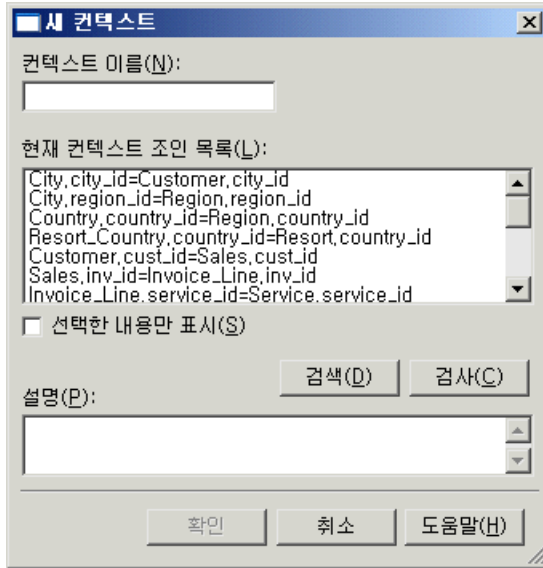 새 컨텍스트
컨텍스트 이름(N):
현재 컨텍스트 조인 목록(L):
City,city_id=Customer,city_id
City,region_id=Region,region_id
Country,country_id=Region,country_id
Resort_Country,country_id=Resort,country_id
Customer,cust_id=Sales,cust_id
Sales,inv_id=Invoice_Line,inv_id
Invoice_Line,service_id=Service,service_id
선택한 내용만 표시(S)
검색(D) 검사(C)
설명(P):
확인 취소 도움말(H)